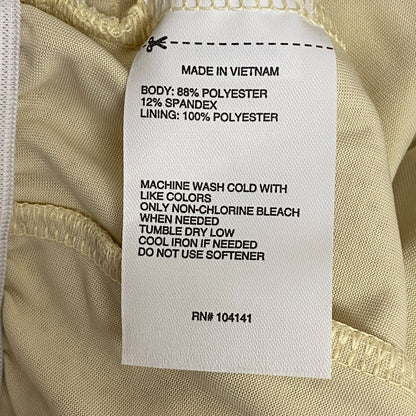 MADE IN VIETNAM
BODY: 88% POLYESTER
12% SPANDEX
LINING: 100% POLYESTER
MACHINE WASH COLD WITH
LIKE COLORS
ONLY NON-CHLORINE BLEACH
WHEN NEEDED
TUMBLE DRY LOW
COOL IRON IF NEEDED
DO NOT USE SOFTENER
RN# 104141